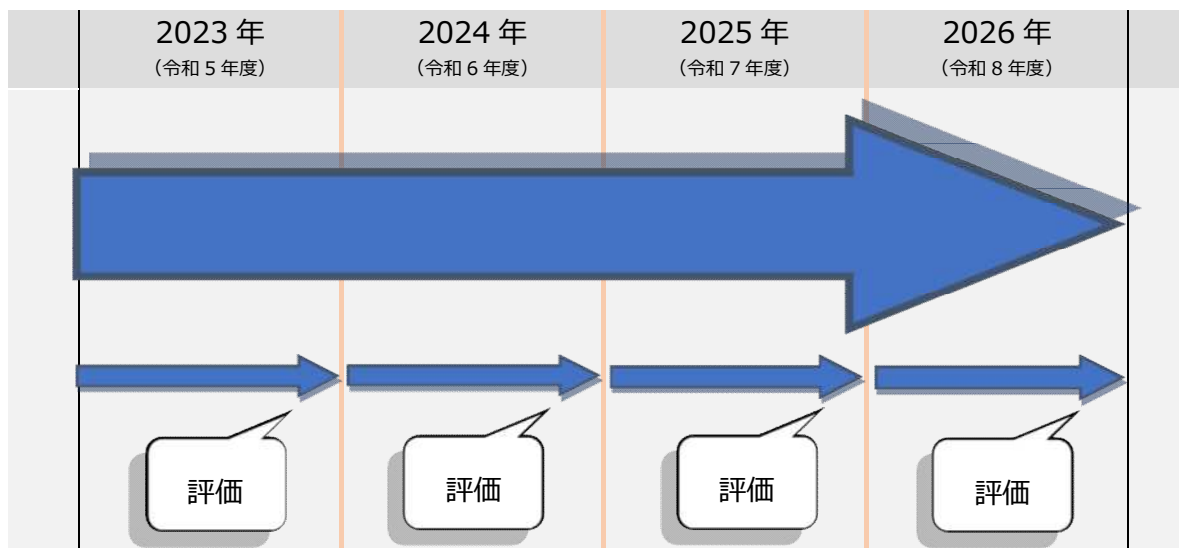 2023 年
(令和 5 年度)
2024 年
(令和 6 年度)
2025 年
(令和 7 年度)
2026 年
(令和 8 年度)
評価
評価
評価
評価